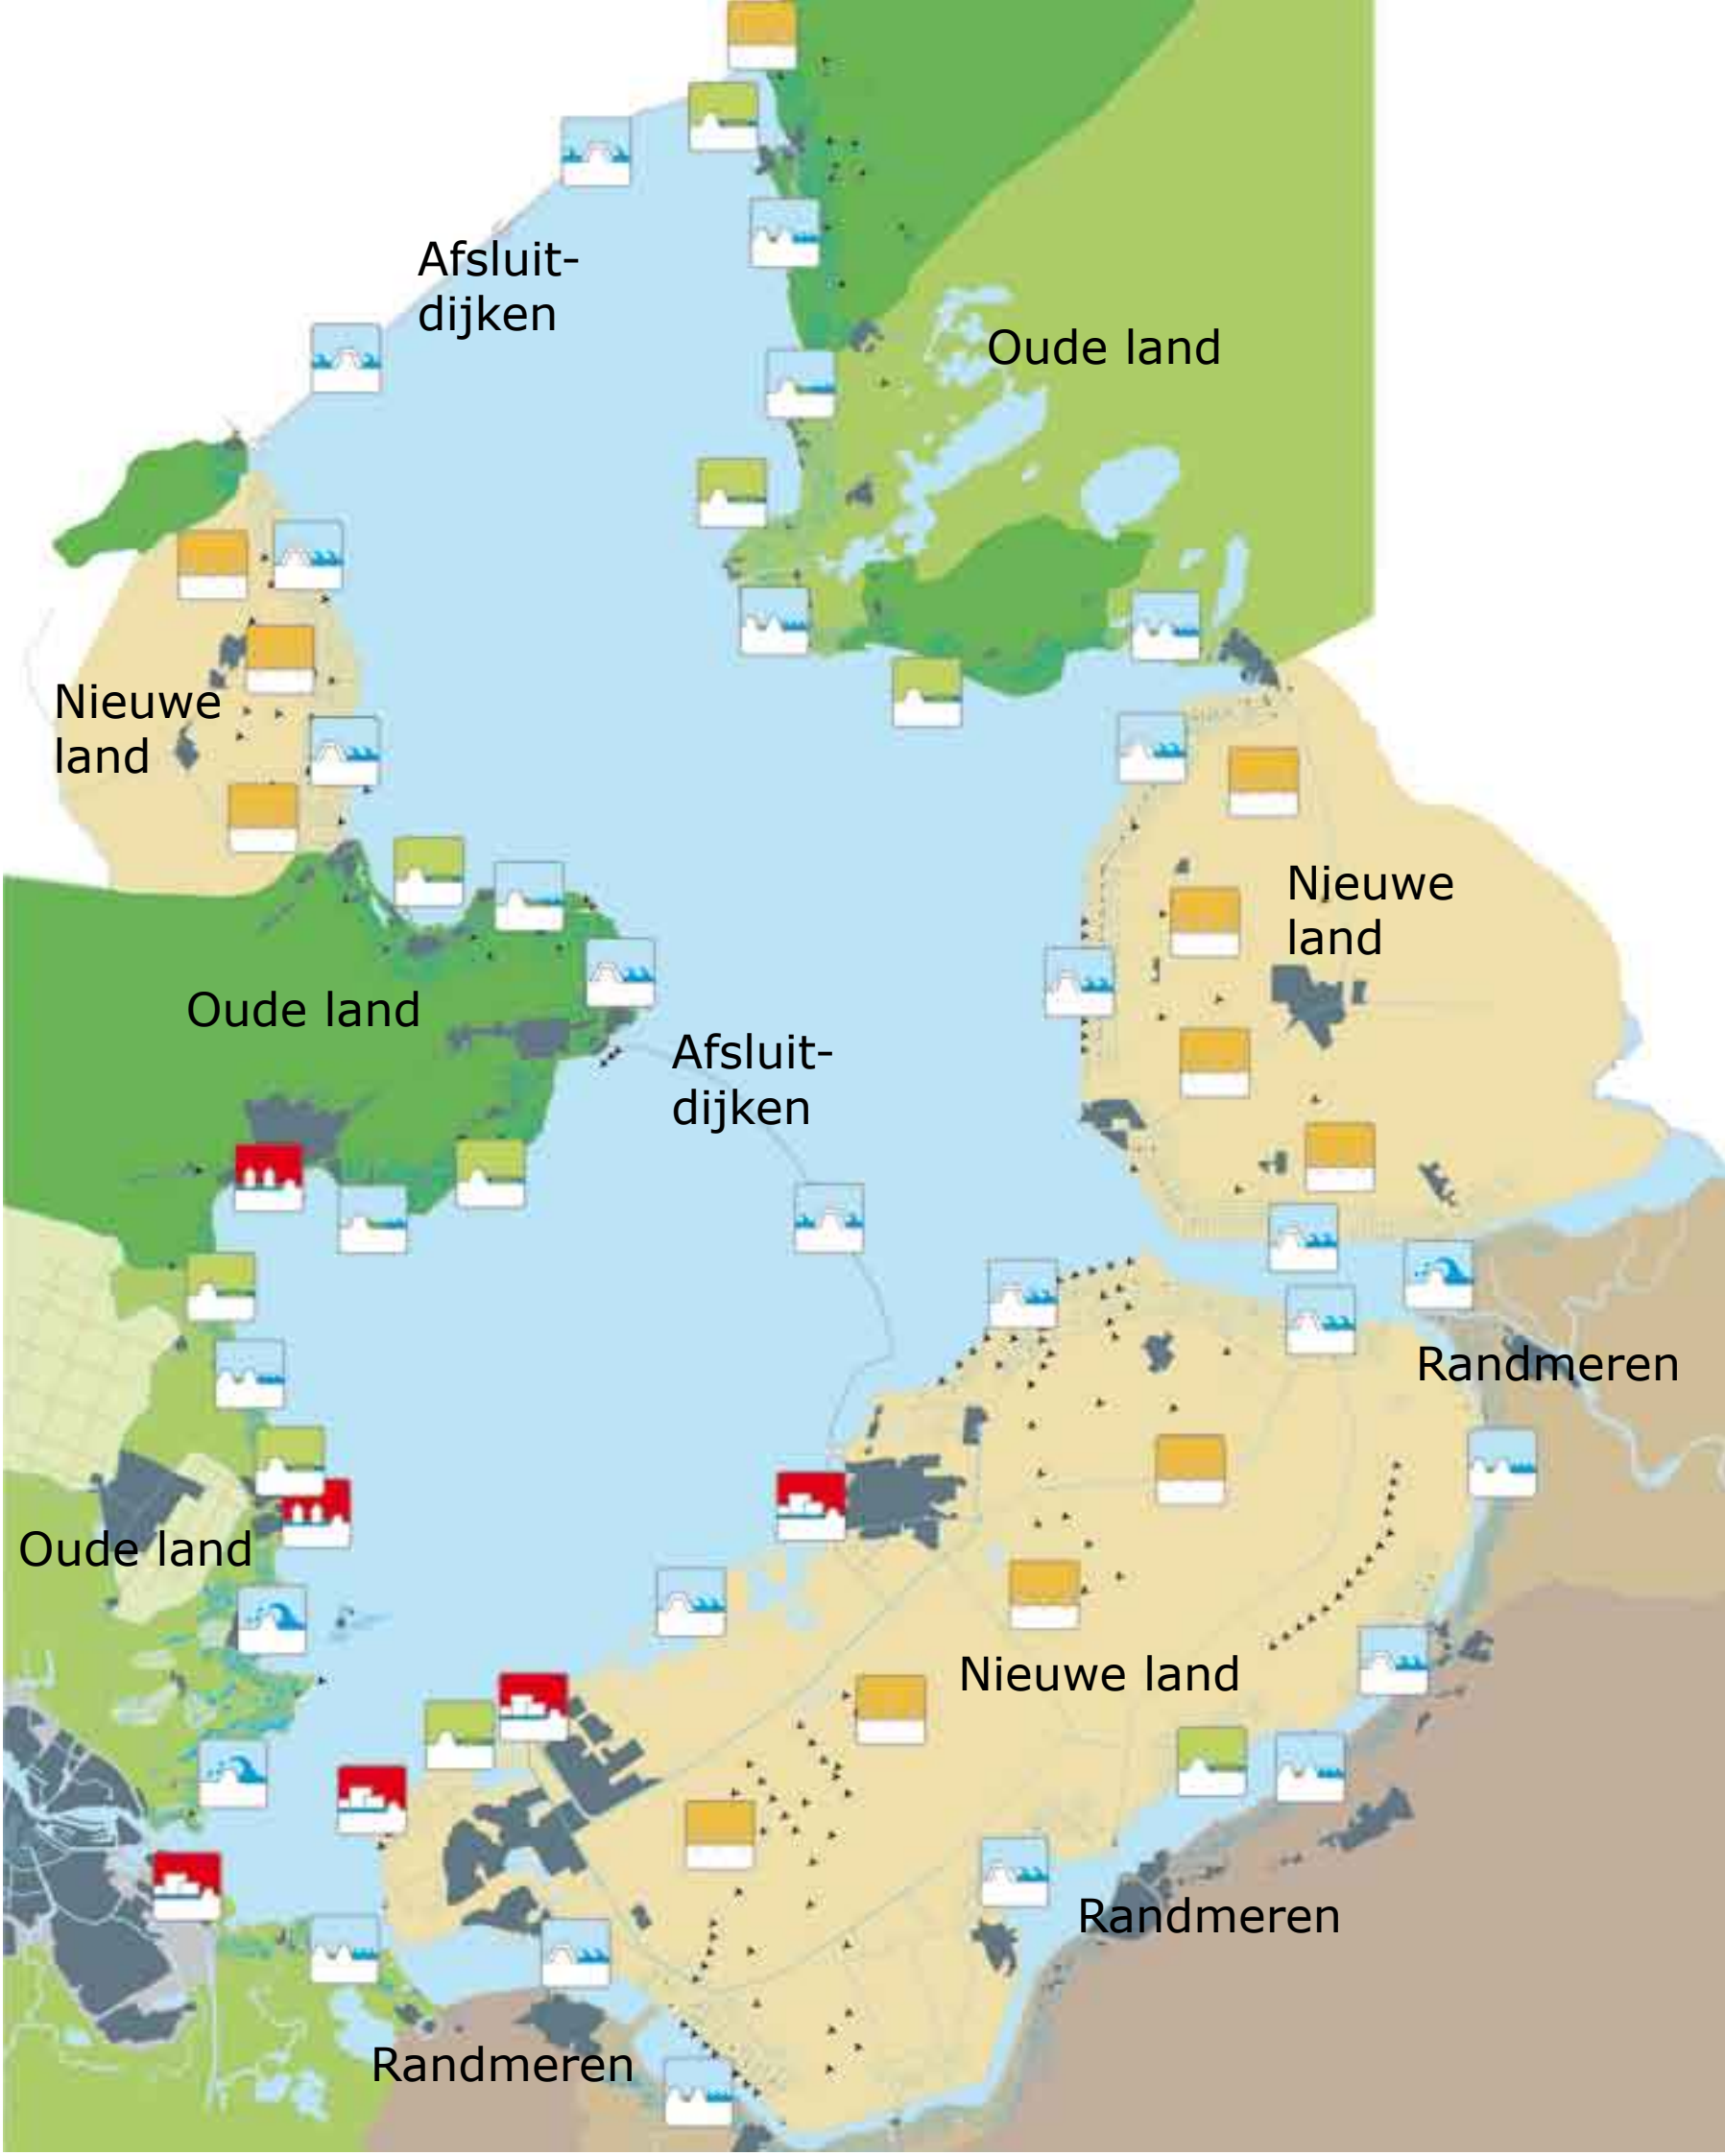 Afsluit-
dijken
Oude land
Nieuwe
land
Nieuwe
land
Oude land
Afsluit-
dijken
Randmeren
Oude land
Nieuwe land
Randmeren
Randmeren